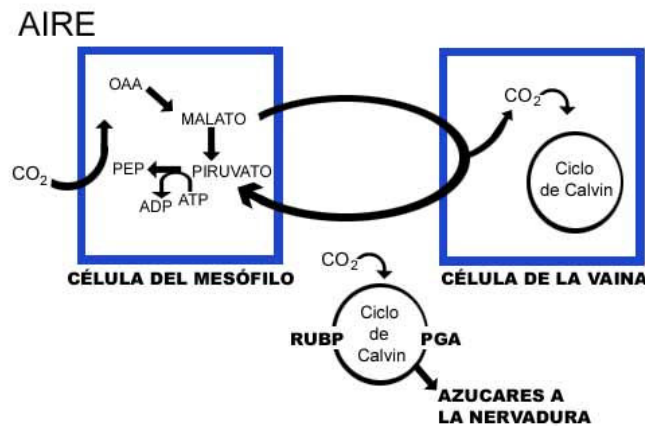 AIRE
OAA
MALATO
CO2
PEP
PIRUVATO
ADP
ATP
CÉLULA DEL MESÓFILO
CO2
Ciclo
de Calvin
CÉLULA DE LA VAINA
CO2
Ciclo
de
Calvin
RUBP
PGA
AZUCARES A
LA NERVADURA